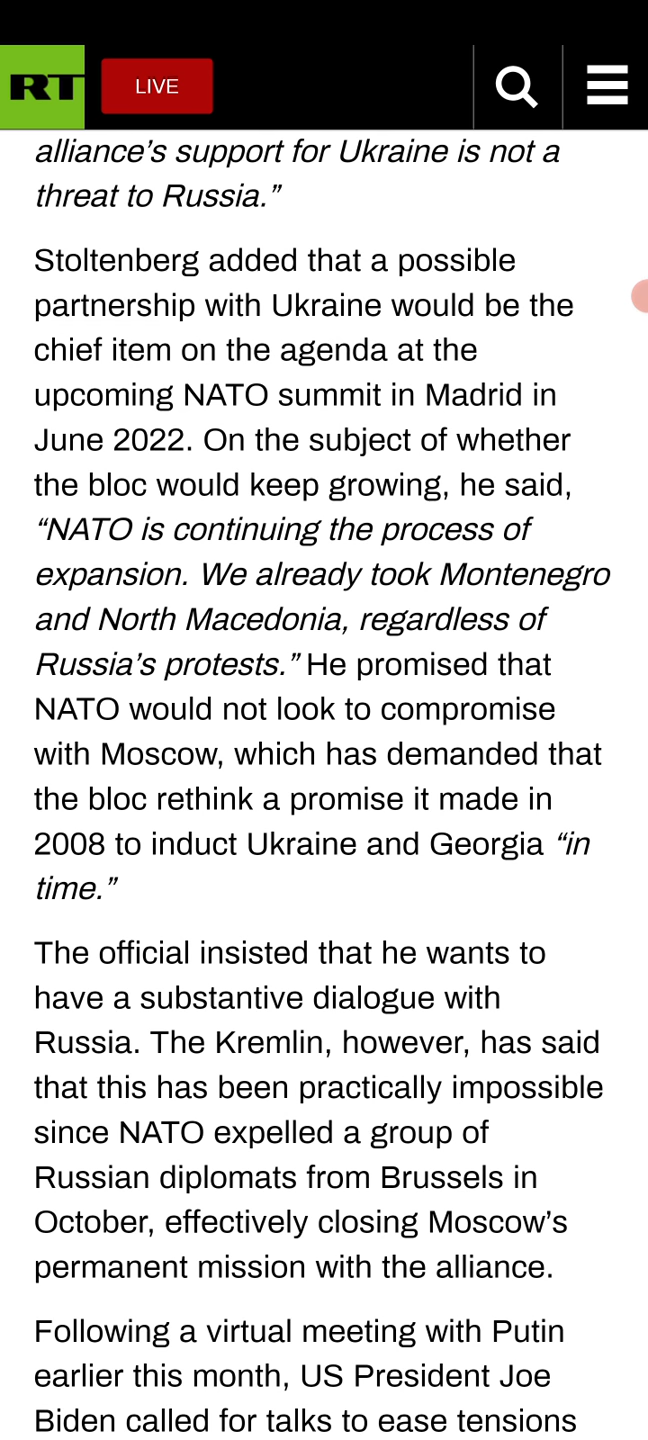 RT
LIVE
alliance’s support for Ukraine is not a
threat to Russia.”
Stoltenberg added that a possible
partnership with Ukraine would be the
chief item on the agenda at the
upcoming NATO summit in Madrid in
June 2022. On the subject of whether
the bloc would keep growing, he said,
“NATO is continuing the process of
expansion. We already took Montenegro
and North Macedonia, regardless of
Russia’s protests.” He promised that
NATO would not look to compromise
with Moscow, which has demanded that
the bloc rethink a promise it made in
2008 to induct Ukraine and Georgia “in
time.”
The official insisted that he wants to
have a substantive dialogue with
Russia. The Kremlin, however, has said
that this has been practically impossible
since NATO expelled a group of
Russian diplomats from Brussels in
October, effectively closing Moscow’s
permanent mission with the alliance.
Following a virtual meeting with Putin
earlier this month, US President Joe
Biden called for talks to ease tensions